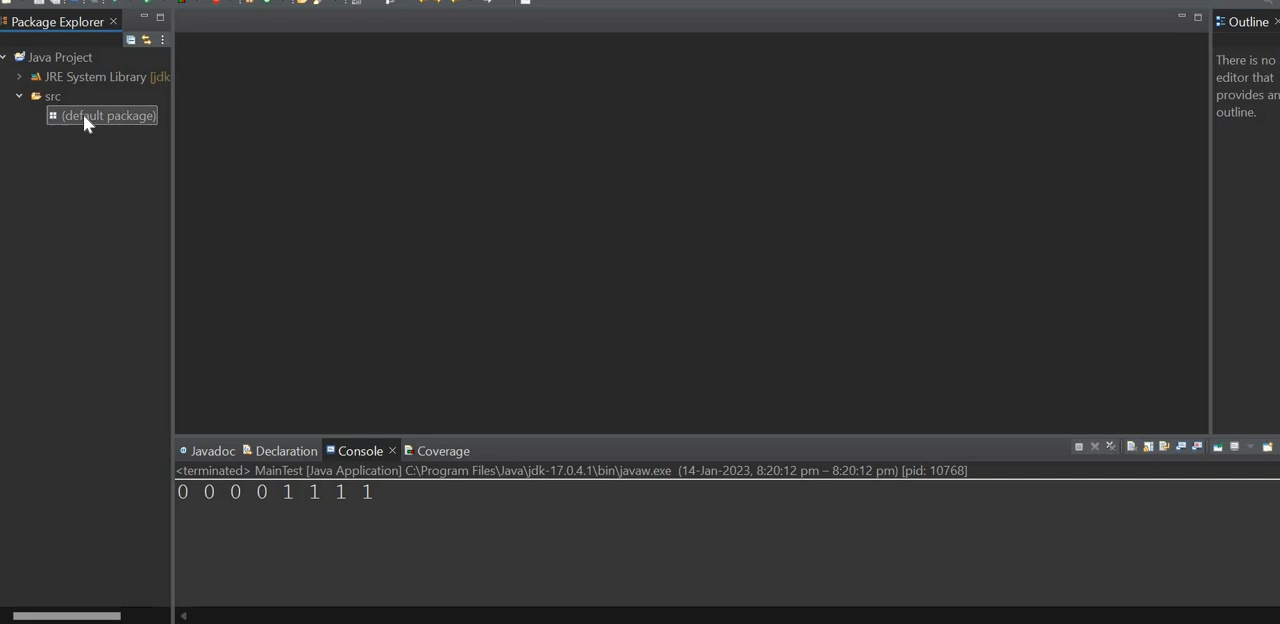 Package Explorer
Java Project
JRE System Library [jdk
src
(default package)
Outline
There is no
editor that
provides an
outline.
Javadoc Declaration Console Coverage
<terminated> MainTest [Java Application] C:\Program Files\Java\jdk-17.0.4.1\bin\javaw.exe (14-Jan-2023, 8:20:12 pm – 8:20:12 pm) [pid: 10768]
0 0 0 0 1 1 1 1